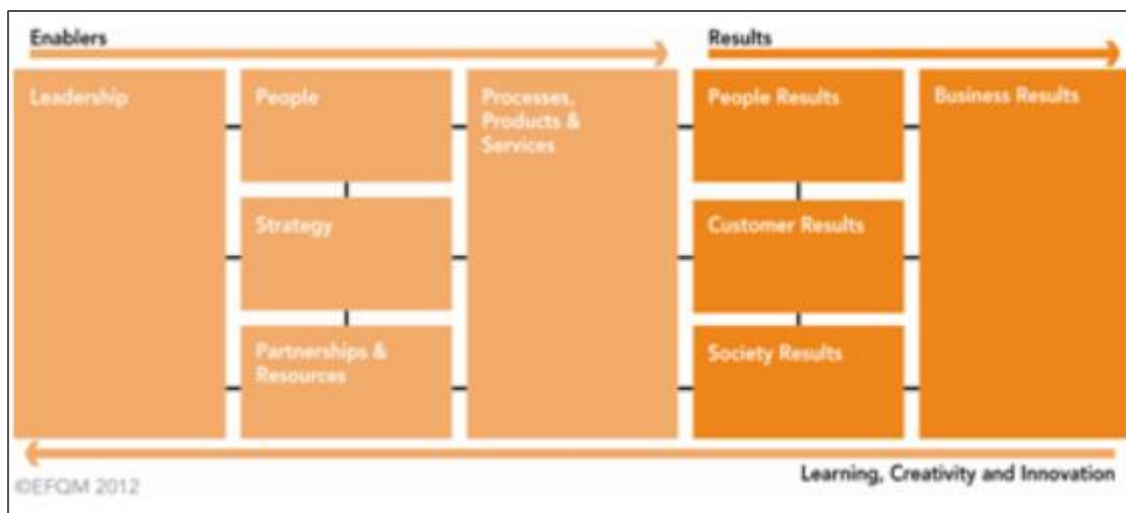 Enablers
Results
Leadership
People
Processes,
Products &
Services
People Results
Business Results
Strategy
Customer Results
Partnerships &
Resources
Society Results
Learning, Creativity and Innovation
©EFQM 2012